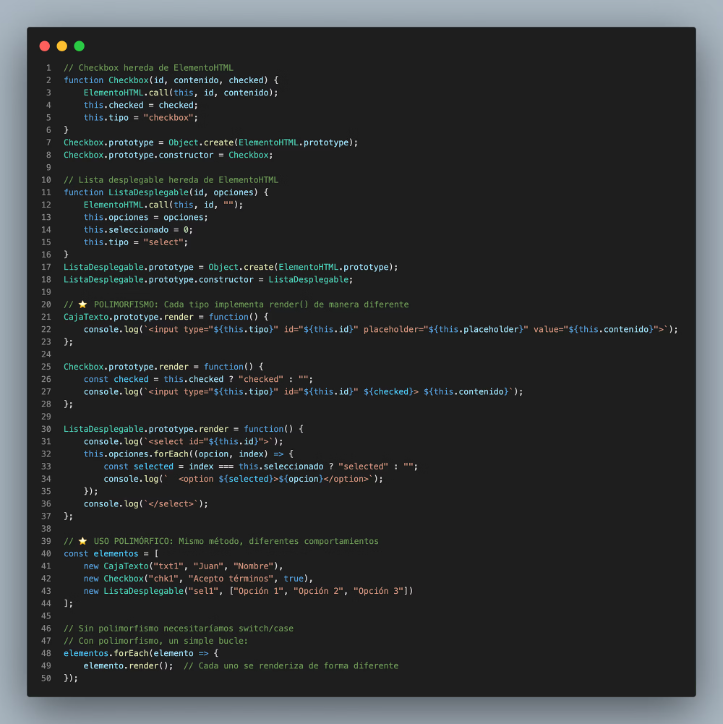 1 // Checkbox hereda de ElementoHTML
2 function Checkbox(id, contenido, checked) {
3     ElementoHTML.call(this, id, contenido);
4     this.checked = checked;
5     this.tipo = "checkbox";
6 }
7 Checkbox.prototype = Object.create(ElementoHTML.prototype);
8 Checkbox.prototype.constructor = Checkbox;
9
10 // Lista desplegable hereda de ElementoHTML
11 function ListaDesplegable(id, opciones) {
12     ElementoHTML.call(this, id, "");
13     this.opciones = opciones;
14     this.seleccionado = 0;
15     this.tipo = "select";
16 }
17 ListaDesplegable.prototype = Object.create(ElementoHTML.prototype);
18 ListaDesplegable.prototype.constructor = ListaDesplegable;
19
20 // ⭐ POLIMORFISMO: Cada tipo implementa render() de manera diferente
21 CajaTexto.prototype.render = function() {
22     console.log(`<input type="${this.tipo}" id="${this.id}" placeholder="${this.placeholder}" value="${this.contenido}">`);
23 };
24
25 Checkbox.prototype.render = function() {
26     const checked = this.checked ? "checked" : "";
27     console.log(`<input type="${this.tipo}" id="${this.id}" ${checked}> ${this.contenido}`);
28 };
29
30 ListaDesplegable.prototype.render = function() {
31     console.log(`<select id="${this.id}">`);
32     this.opciones.forEach((opcion, index) => {
33         const selected = index === this.seleccionado ? "selected" : "";
34         console.log(`  <option ${selected}>${opcion}</option>`);
35     });
36     console.log(`</select>`);
37 };
38
39 // ⭐ USO POLIMÓRFICO: Mismo método, diferentes comportamientos
40 const elementos = [
41     new CajaTexto("txt1", "Juan", "Nombre"),
42     new Checkbox("chk1", "Acepto términos", true),
43     new ListaDesplegable("sel1", ["Opción 1", "Opción 2", "Opción 3"])
44 ];
45
46 // Sin polimorfismo necesitaríamos switch/case
47 // Con polimorfismo, un simple bucle:
48 elementos.forEach(elemento => {
49     elemento.render();  // Cada uno se renderiza de forma diferente
50 });